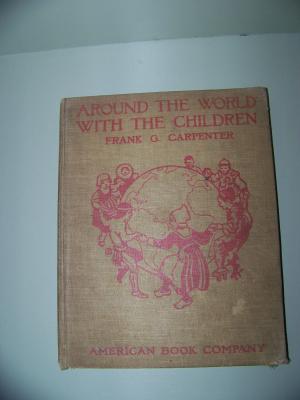 AROUND THE WORLD
WITH THE CHILDREN
FRANK G. CARPENTER
AMERICAN BOOK COMPANY